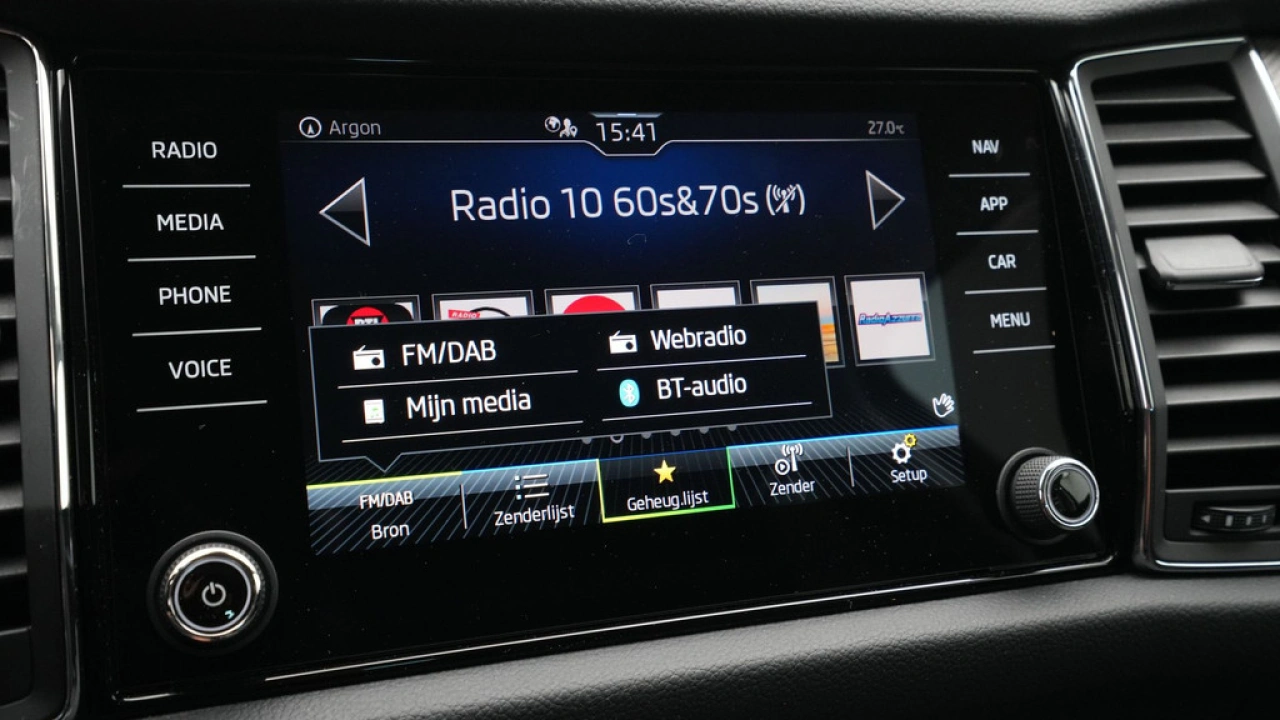 RADIO
MEDIA
PHONE
VOICE
Argon
15:41
27.0°C
Radio 10 60s&70s
RADIO
FM/DAB
Webradio
Mijn media
BT-audio
FM/DAB
Bron
Zenderlijst
Geheug.lijst
Zender
Setup
NAV
APP
CAR
MENU